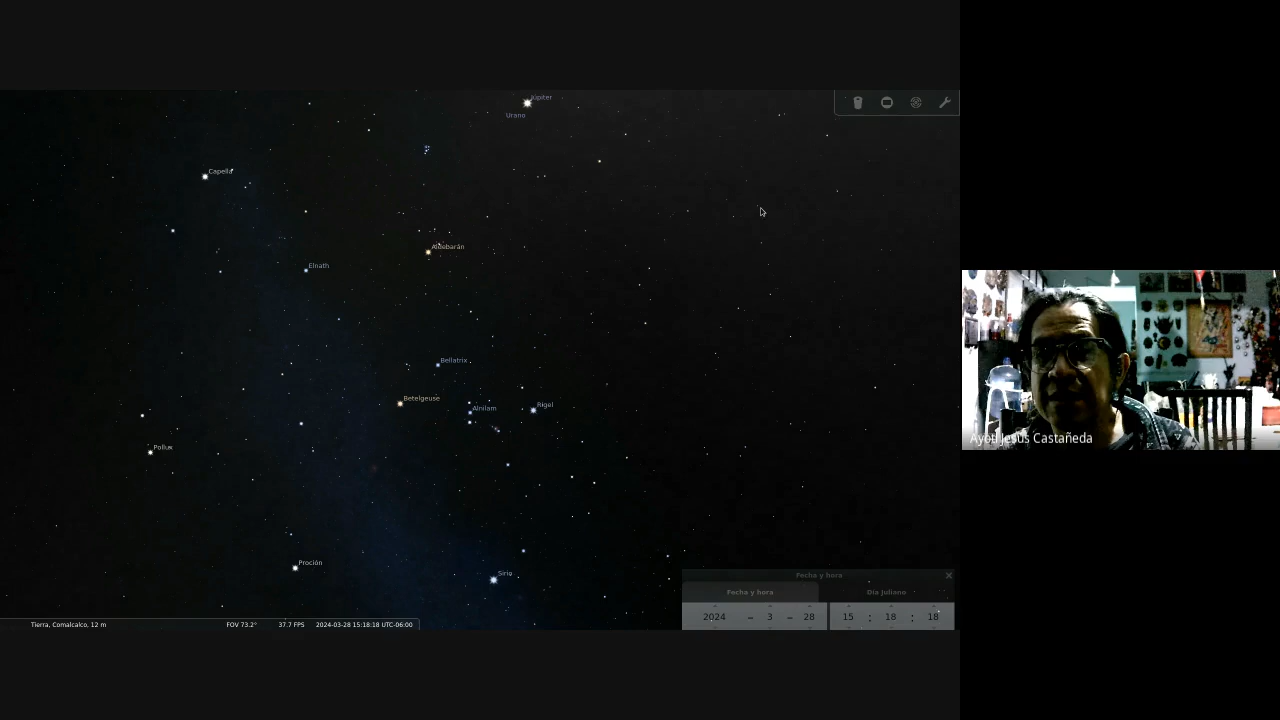 Júpiter
Urano
Capella
Aldebarán
Elnath
Bellatrix
Betelgeuse
Alnilam
Rigel
Pollux
Proción
Sirio
Ayotl Jesús Castañeda
Fecha y hora
Fecha y hora
Día Juliano
2024 – 3 – 28 15 : 18 : 18
Tierra, Comalcalco, 12 m FOV 73.2° 37.7 FPS 2024-03-28 15:18:18 UTC-06:00